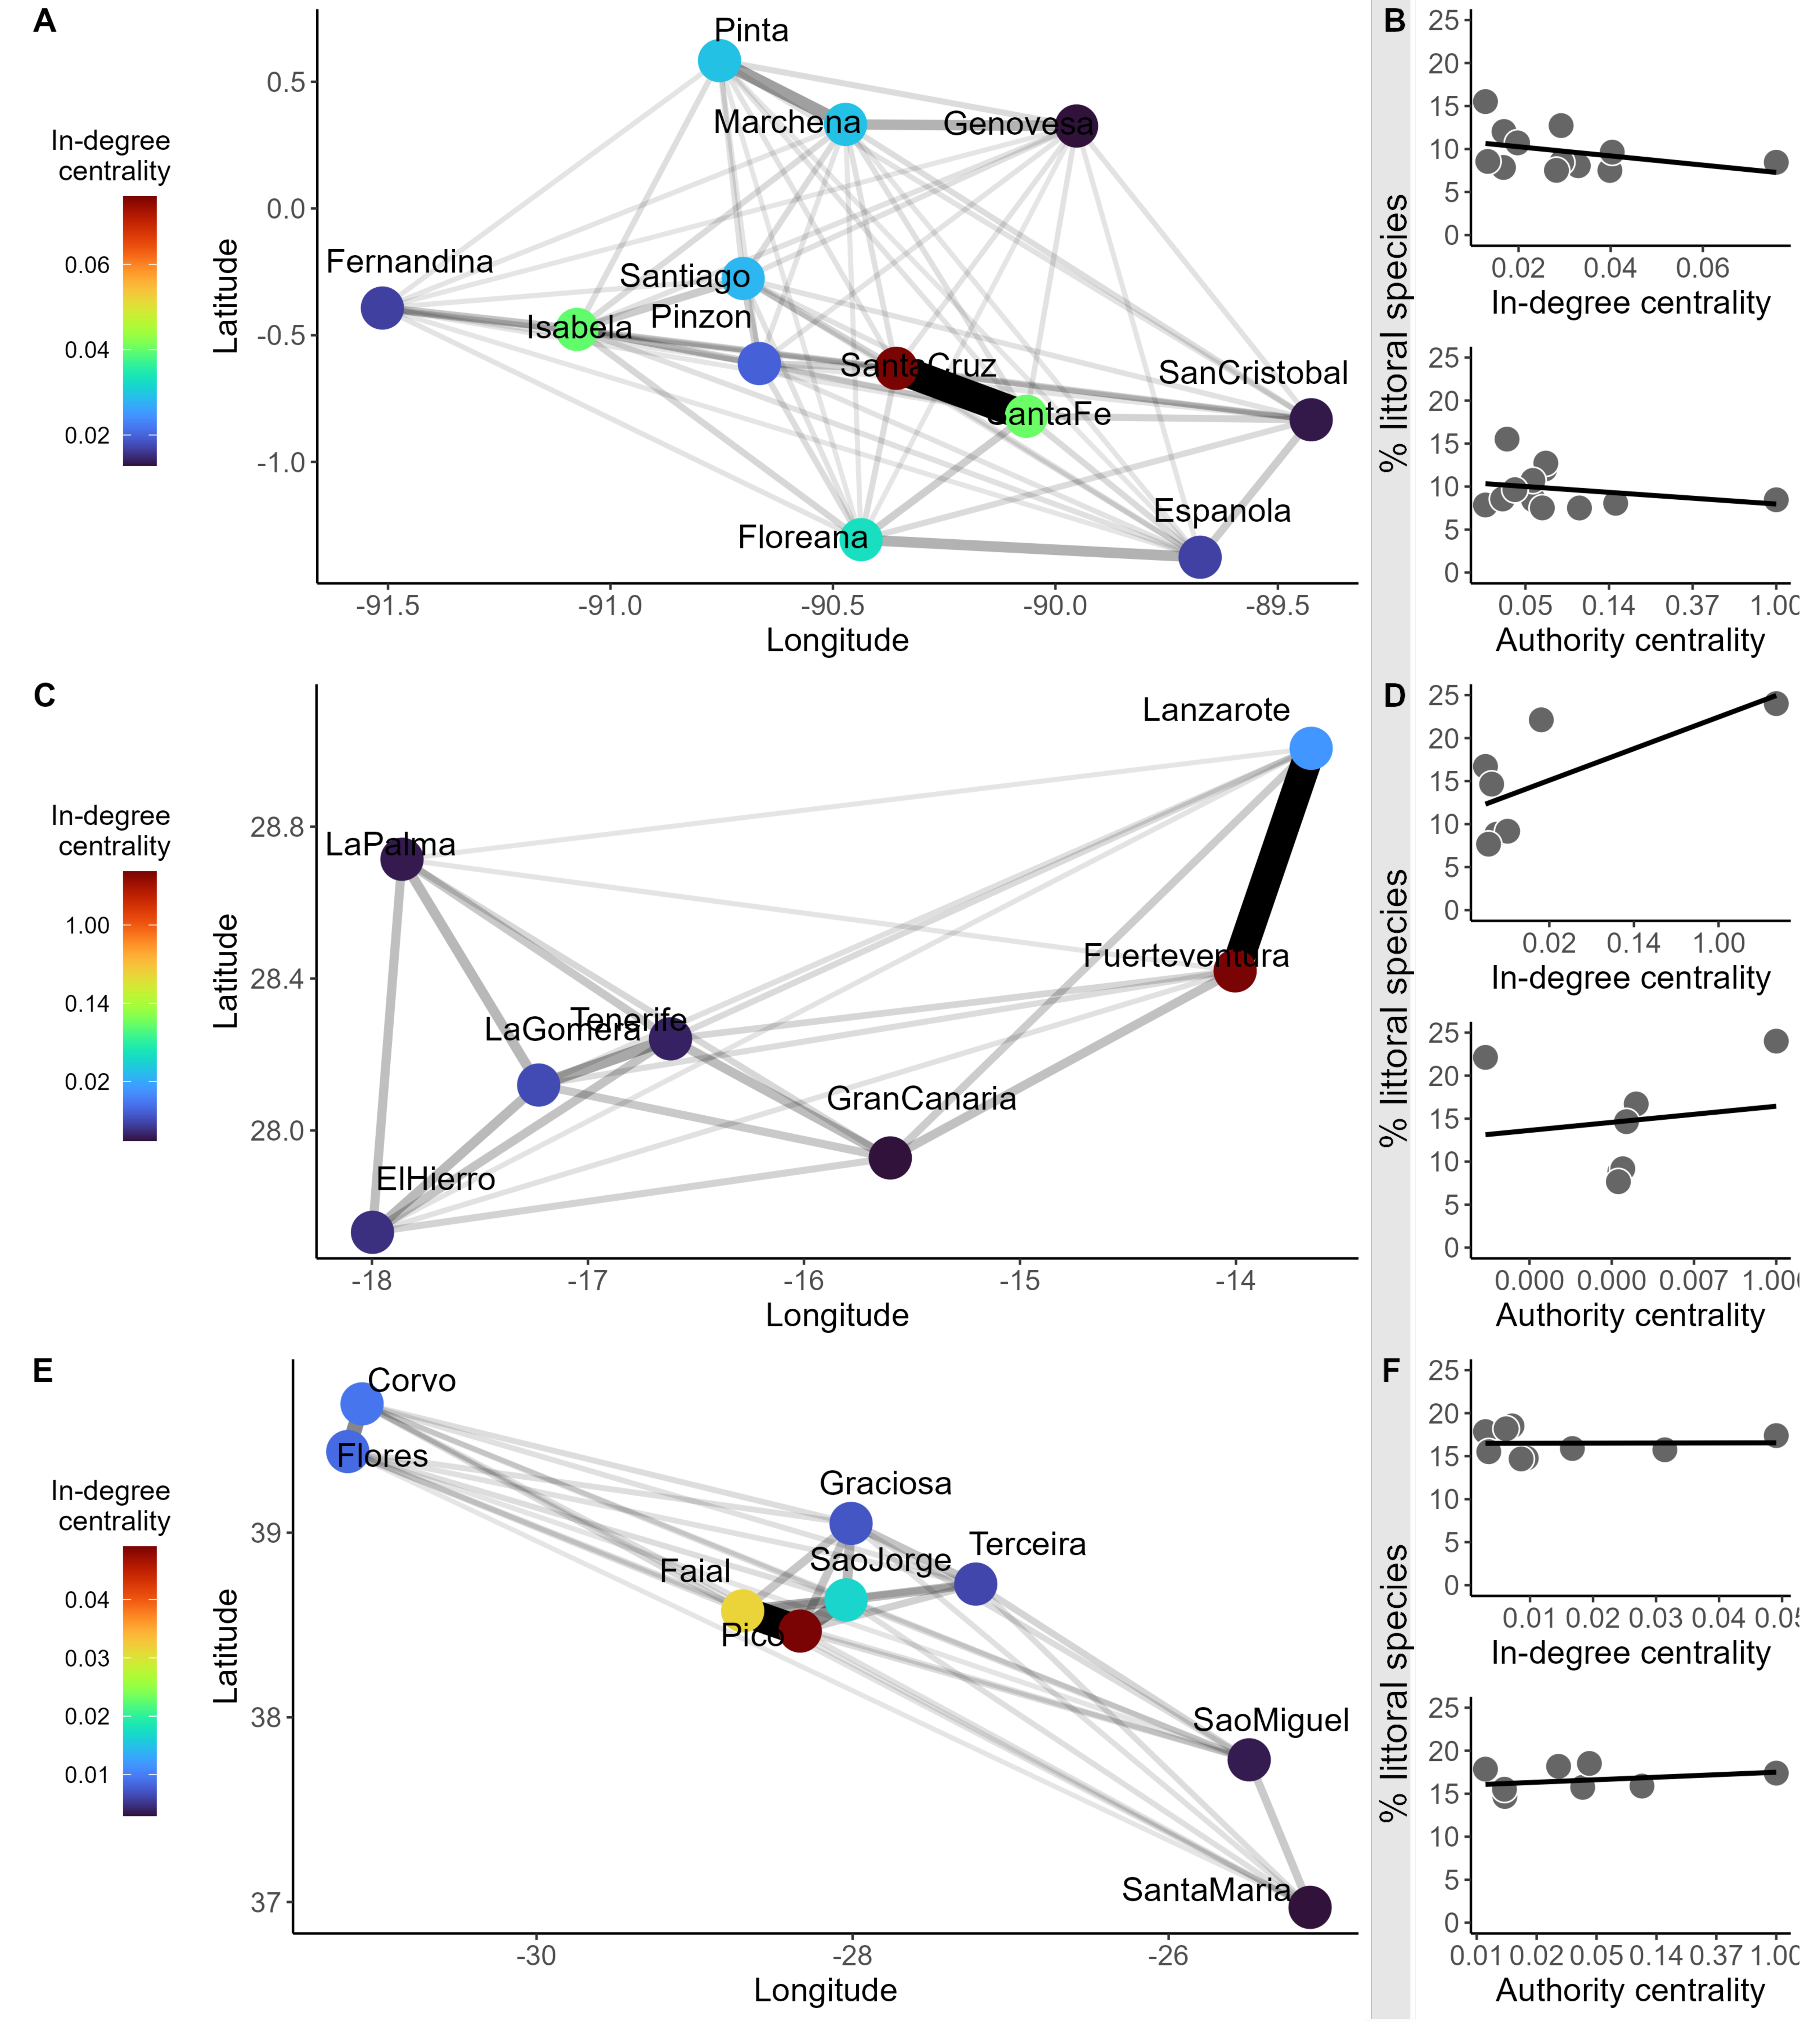 A
In-degree
centrality
0.06
0.04
0.02
Latitude
0.5
0.0
-0.5
-1.0
Pinta
Marchena
Genovesa
Fernandina
Santiago
Isabela
Pinzon
SantaCruz
SanCristobal
SantaFe
Espanola
Floreana
-91.5
-91.0
-90.5
-90.0
-89.5
Longitude
B
% littoral species
25
20
15
10
5
0
0.02
0.04
0.06
In-degree centrality
25
20
15
10
5
0
0.05
0.14
0.37
1.00
Authority centrality
C
In-degree
centrality
1.00
0.14
0.02
Latitude
28.8
28.4
28.0
Lanzarote
LaPalma
Fuerteventura
Tenerife
LaGomera
GranCanaria
ElHierro
-18
-17
-16
-15
-14
Longitude
D
% littoral species
25
20
15
10
5
0
0.02
0.14
1.00
In-degree centrality
25
20
15
10
5
0
0.000
0.000
0.007
1.000
Authority centrality
E
In-degree
centrality
0.04
0.03
0.02
0.01
Latitude
39
38
37
Corvo
Flores
Graciosa
Terceira
SaoJorge
Faial
Pico
SaoMiguel
SantaMaria
-30
-28
-26
Longitude
F
% littoral species
25
20
15
10
5
0
0.01
0.02
0.03
0.04
0.05
In-degree centrality
25
20
15
10
5
0
0.01
0.02
0.05
0.14
0.37
1.00
Authority centrality